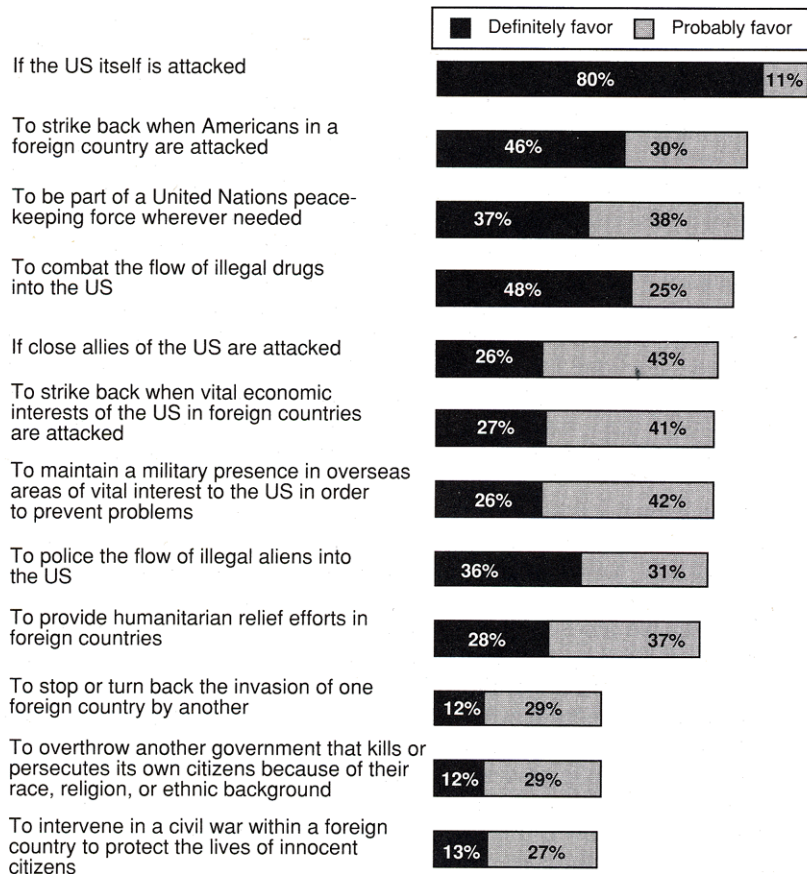 Definitely favor Probably favor
If the US itself is attacked
80% 11%
To strike back when Americans in a
foreign country are attacked
46% 30%
To be part of a United Nations peace-
keeping force wherever needed
37% 38%
To combat the flow of illegal drugs
into the US
48% 25%
If close allies of the US are attacked
26% 43%
To strike back when vital economic
interests of the US in foreign countries
are attacked
27% 41%
To maintain a military presence in overseas
areas of vital interest to the US in order
to prevent problems
26% 42%
To police the flow of illegal aliens into
the US
36% 31%
To provide humanitarian relief efforts in
foreign countries
28% 37%
To stop or turn back the invasion of one
foreign country by another
12% 29%
To overthrow another government that kills or
persecutes its own citizens because of their
race, religion, or ethnic background
12% 29%
To intervene in a civil war within a foreign
country to protect the lives of innocent
citizens
13% 27%